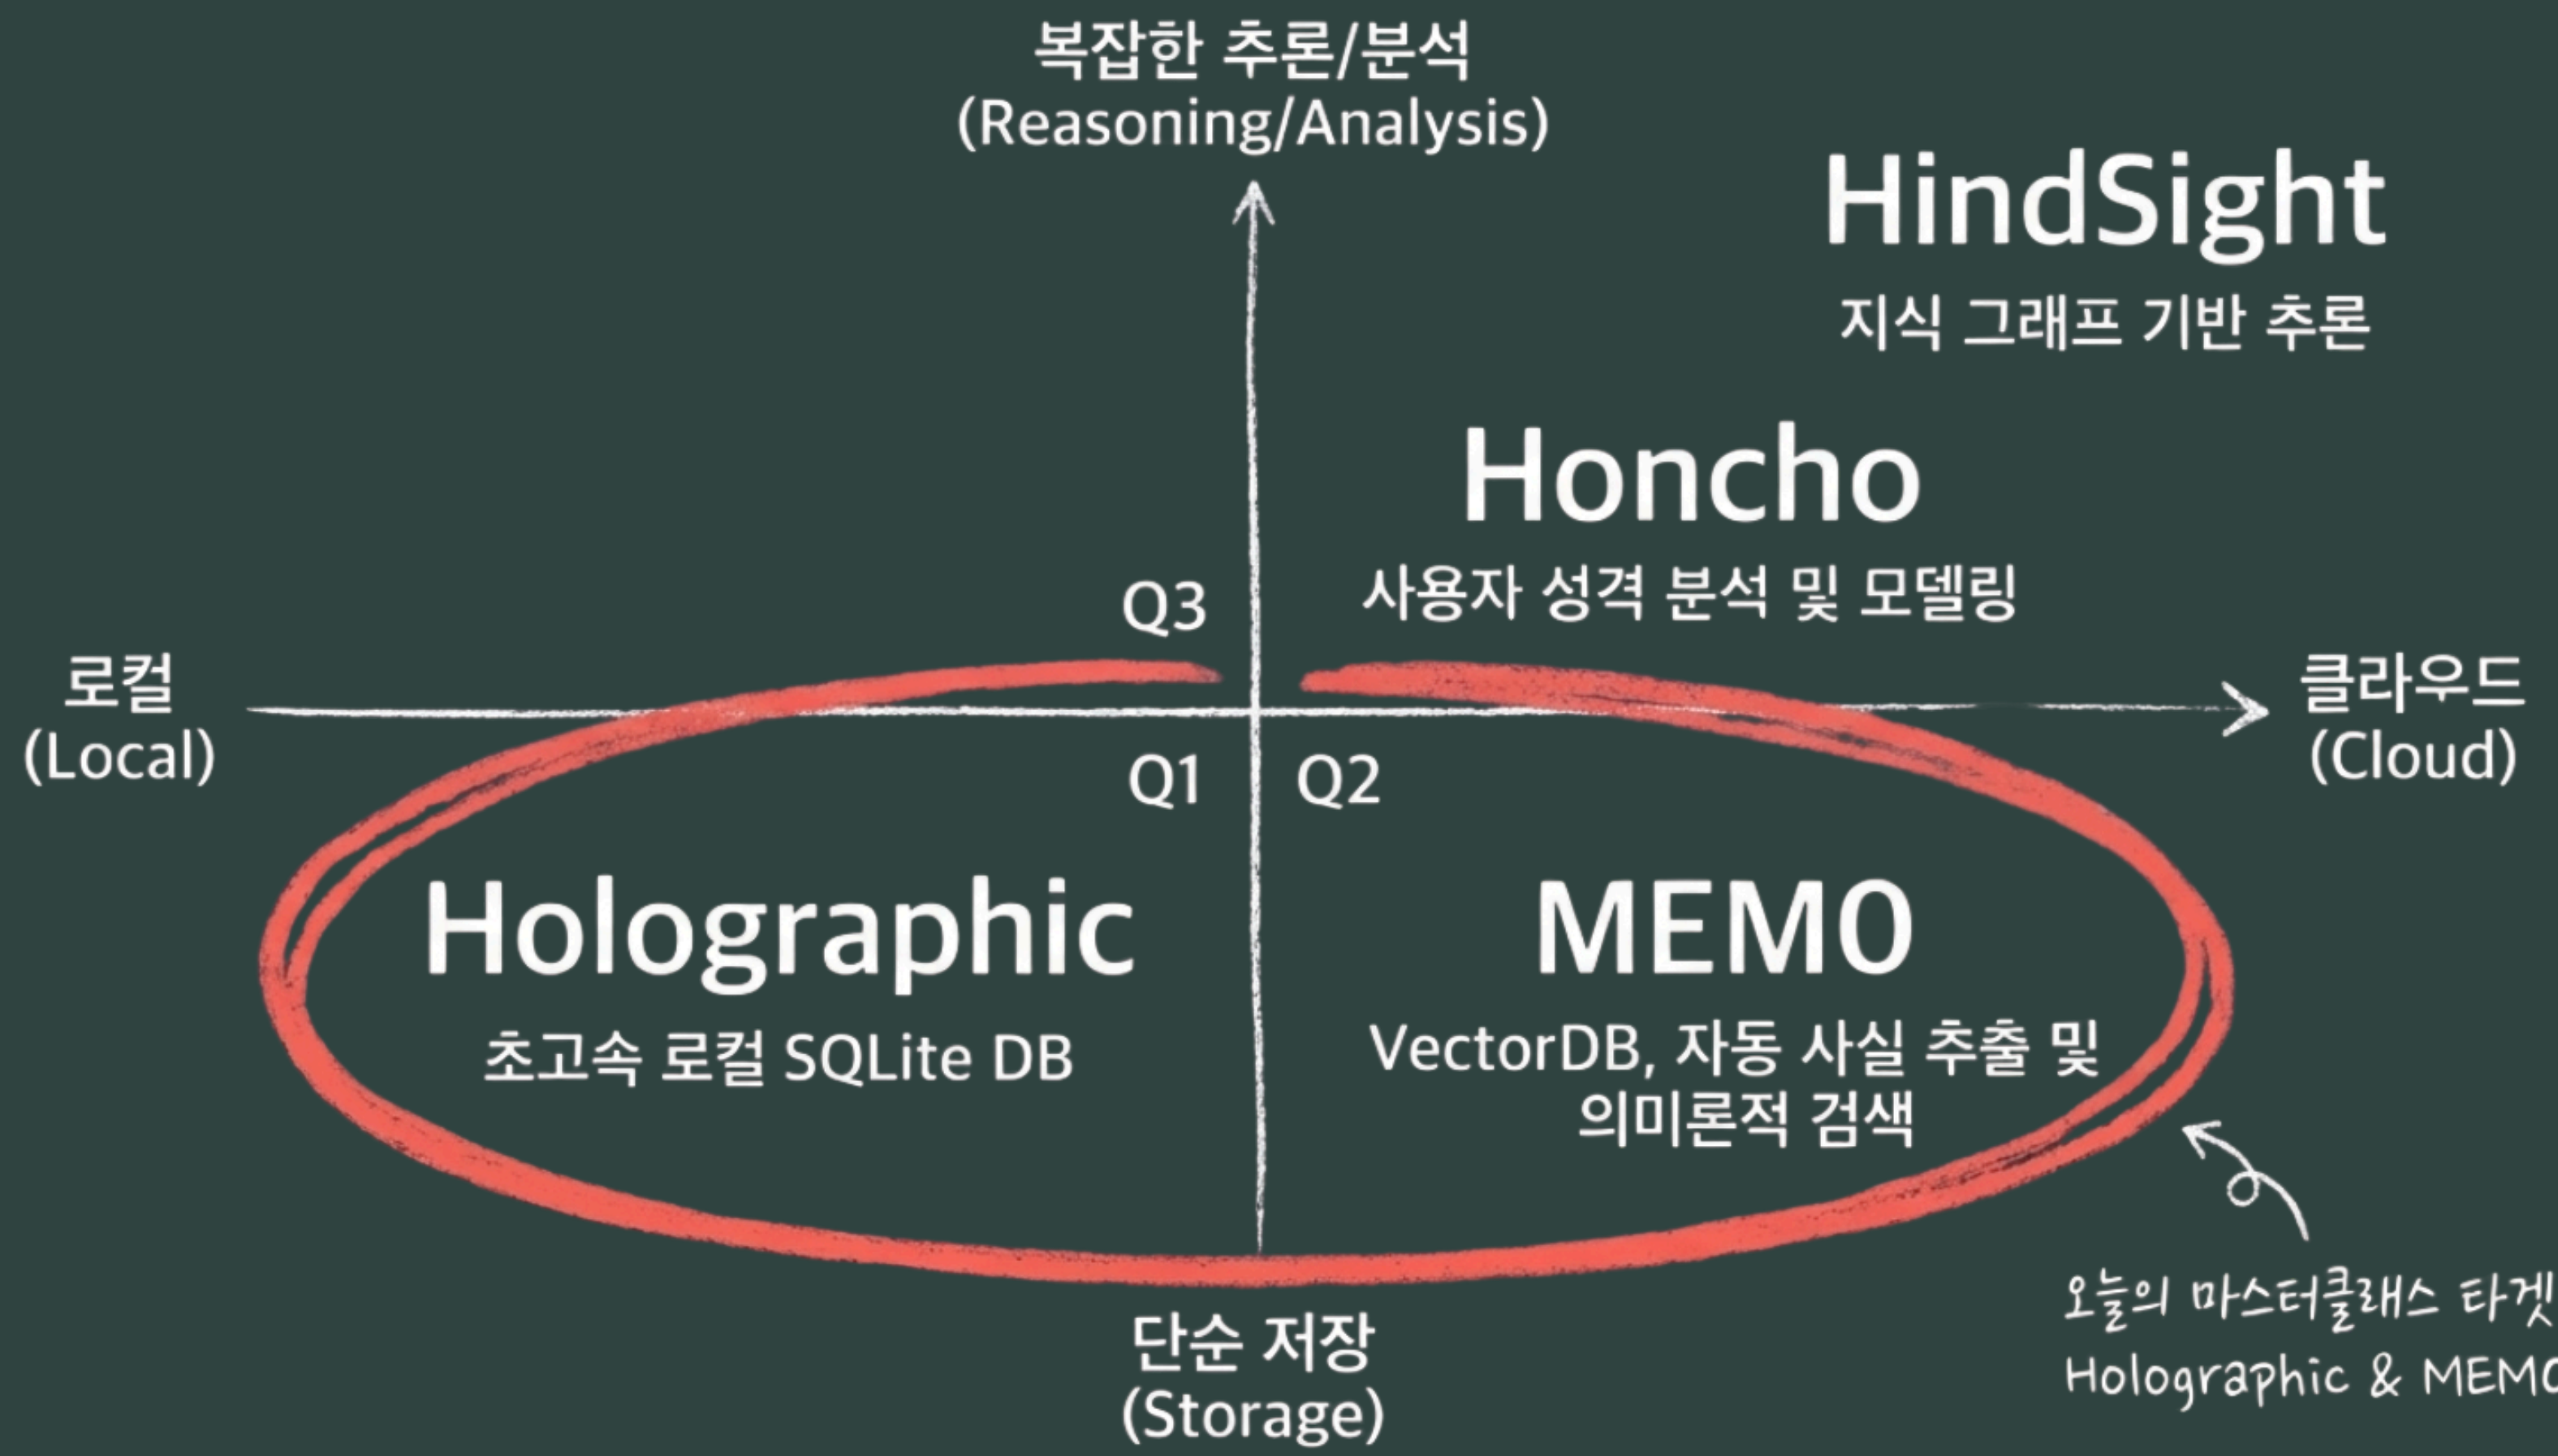 복잡한 추론/분석
(Reasoning/Analysis)
HindSight
지식 그래프 기반 추론
Honcho
사용자 성격 분석 및 모델링
Q3
로컬
(Local)
클라우드
(Cloud)
Q1
Q2
Holographic
초고속 로컬 SQLite DB
MEMO
VectorDB, 자동 사실 추출 및
의미론적 검색
오늘의 마스터클래스 타겟
Holographic & MEMO
단순 저장
(Storage)